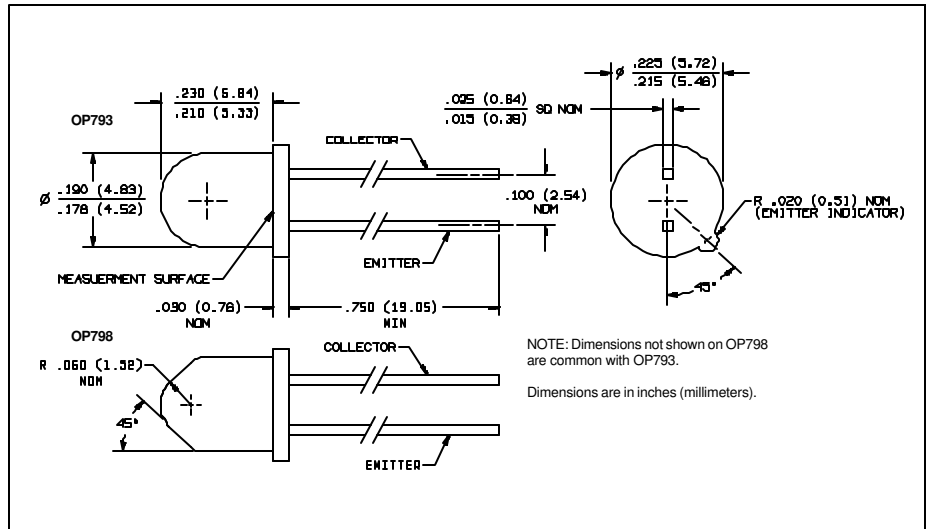 .230 (5.84)
.210 (5.33)
OP793
Ø .190 (4.83)
.178 (4.52)
MEASUERMENT SURFACE
.030 (0.76)
NOM
.750 (19.05)
MIN
COLLECTOR
EMITTER
.100 (2.54)
NOM
.025 (0.64)
.015 (0.38) SQ NOM
Ø .225 (5.72)
.215 (5.46)
R .020 (0.51) NOM
(EMITTER INDICATOR)
45°
OP798
R .060 (1.52)
NOM
45°
COLLECTOR
EMITTER
NOTE: Dimensions not shown on OP798
are common with OP793.
Dimensions are in inches (millimeters).